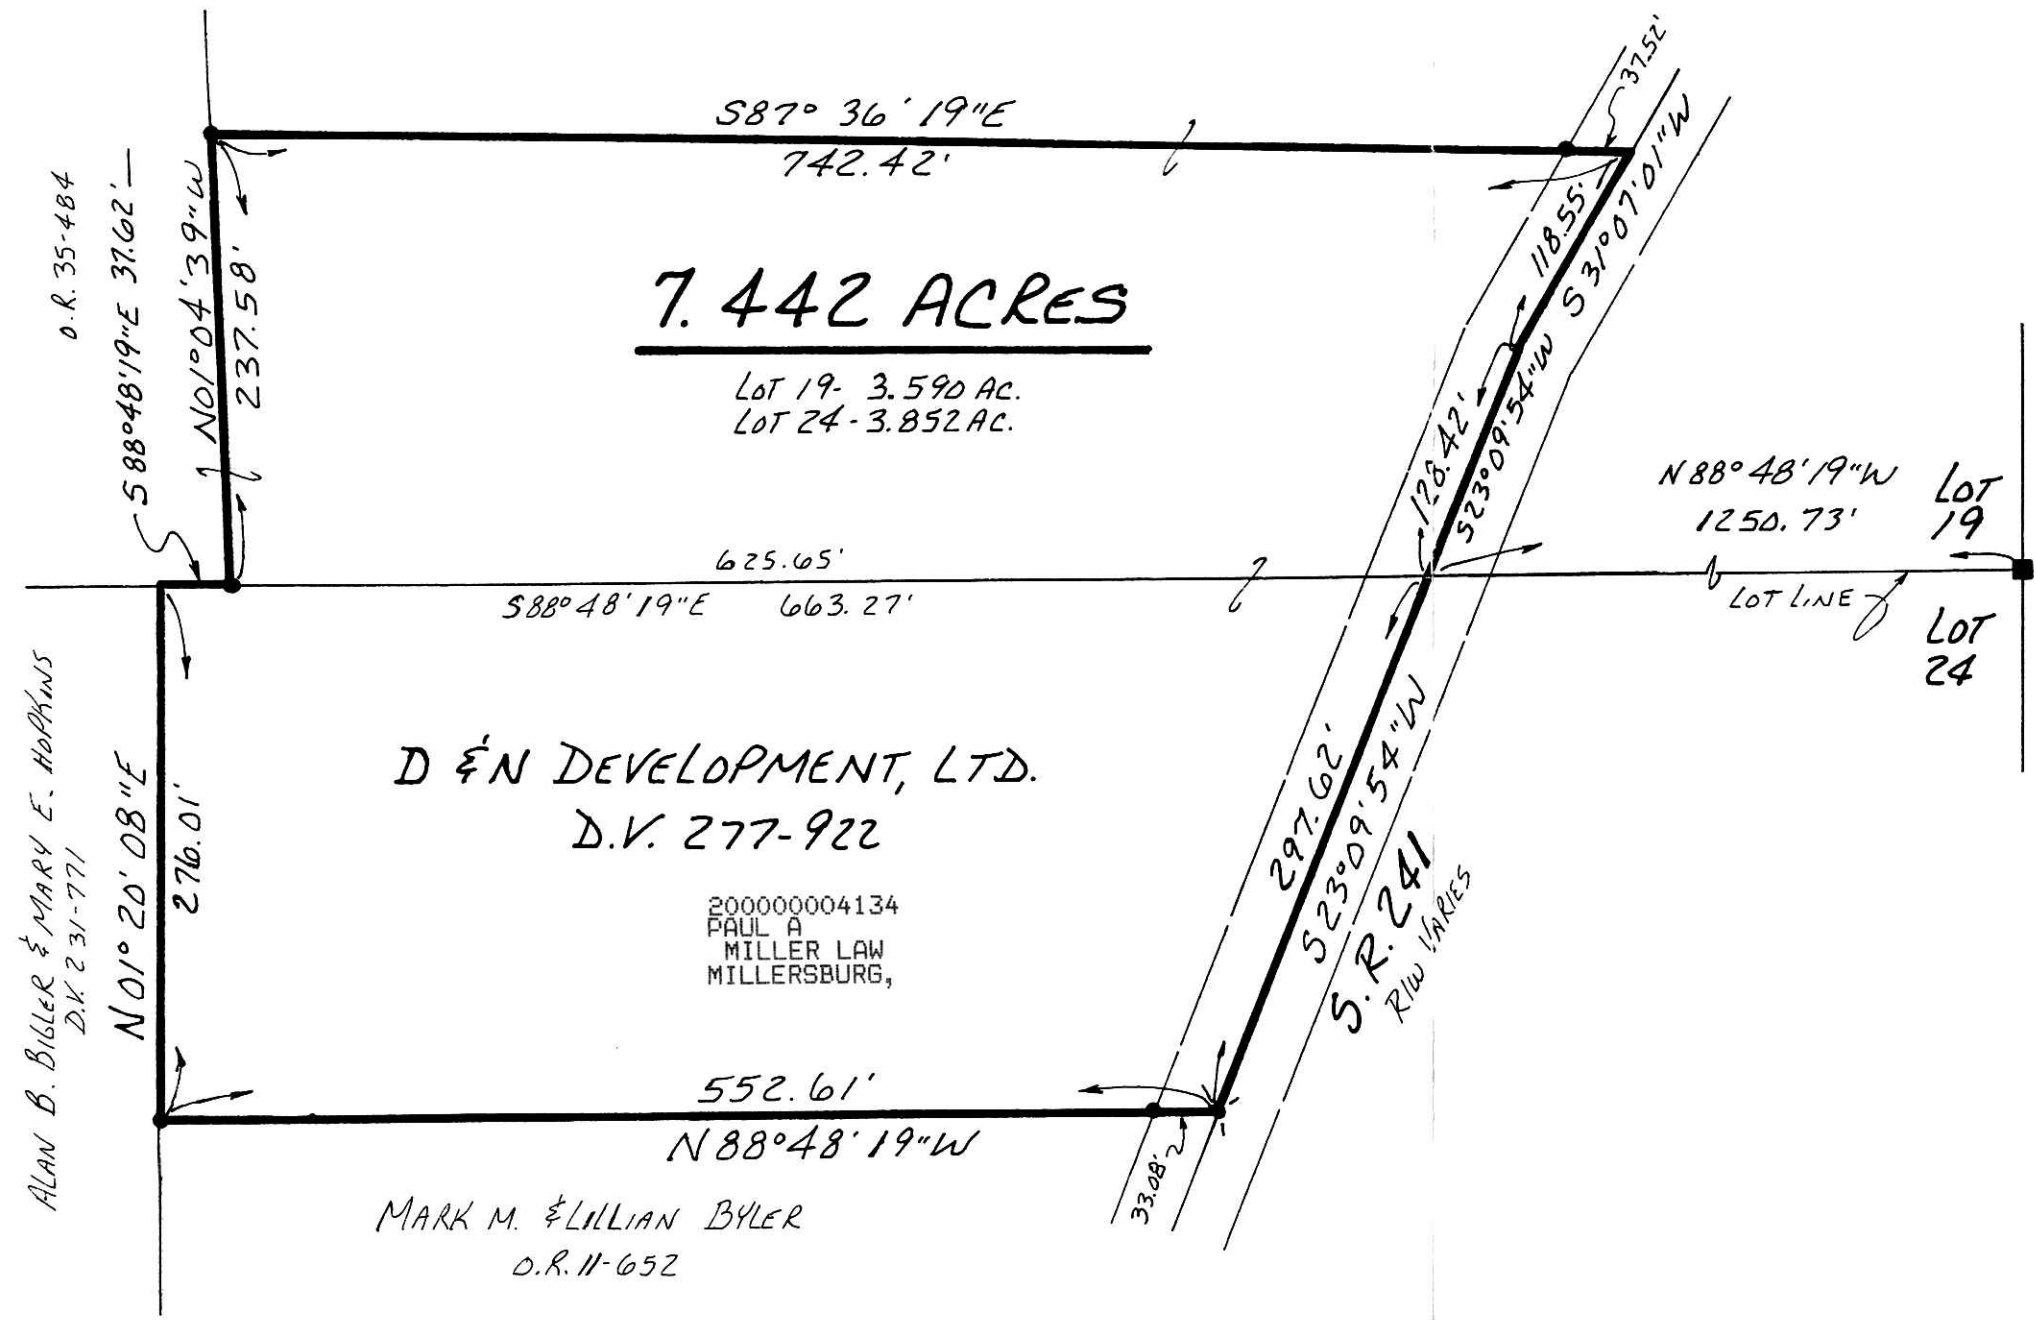 37.52'
S87° 36' 19"E
742.42'
118.55'
S 31°07'01"W
O.R. 35-484
S88°48'19"E 37.62'
N01°04'39"W
237.58'
7.442 ACRES
LOT 19- 3.590 AC.
LOT 24-3.852 AC.
128.42'
S23°09'54"W
N88°48'19"W
1250.73'
LOT
19
625.65'
S88°48'19"E 663.27'
LOT LINE
LOT
24
ALAN B. BIGLER & MARY E. HOPKINS
D.V. 231-771
N01°20'08"E
276.01'
D & N DEVELOPMENT, LTD.
D.V. 277-922
200000004134
PAUL A
MILLER LAW
MILLERSBURG,
297.62'
S23°09'54"W
S.R. 241
R/W VARIES
552.61'
N88°48'19"W
33.08'
MARK M. & LILLIAN BYLER
O.R. 11-652